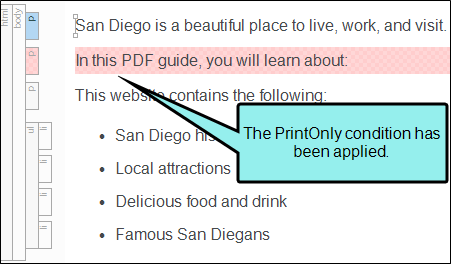 html
body
p
p
p
ul
li
li
li
li
San Diego is a beautiful place to live, work, and visit.
In this PDF guide, you will learn about:
This website contains the following:
San Diego his
The PrintOnly condition has
been applied.
Local attractions
Delicious food and drink
Famous San Diegans